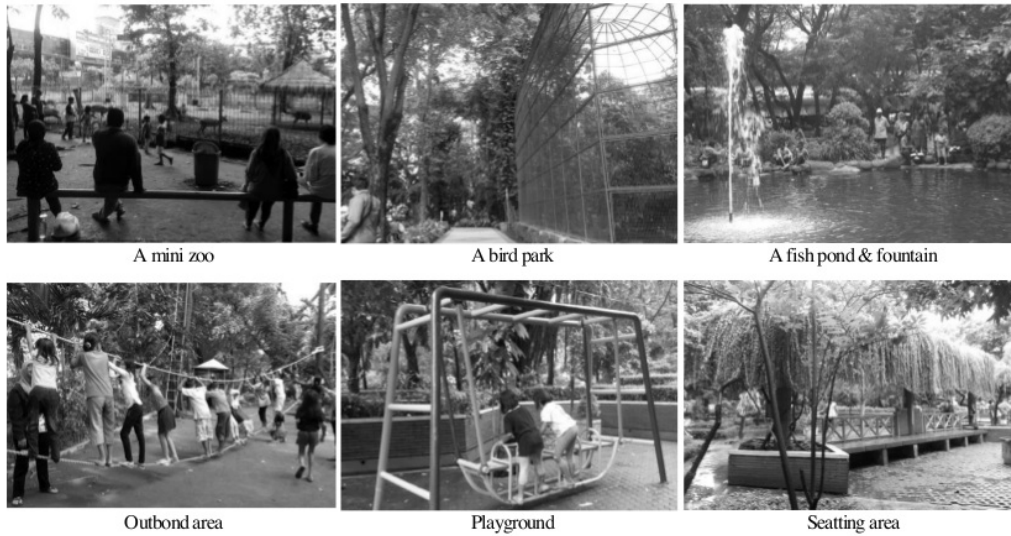 A mini zoo
A bird park
A fish pond & fountain
Outbond area
Playground
Seatting area